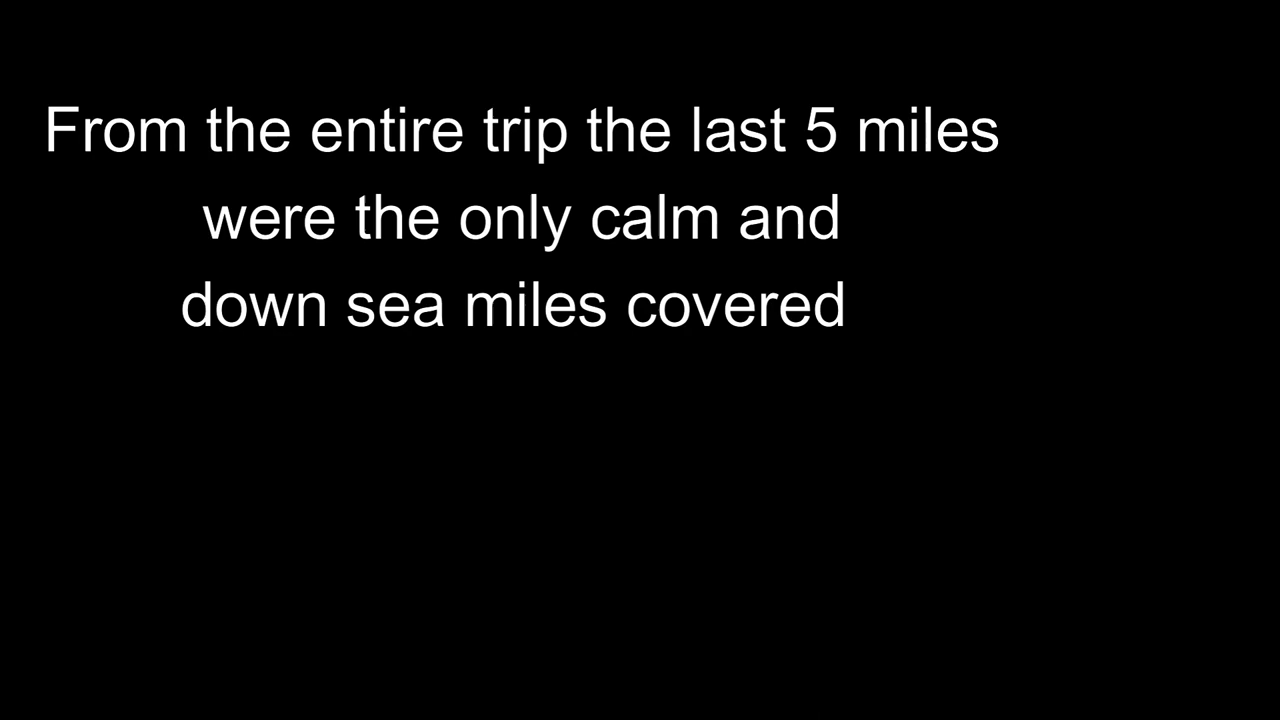 From the entire trip the last 5 miles
were the only calm and
down sea miles covered